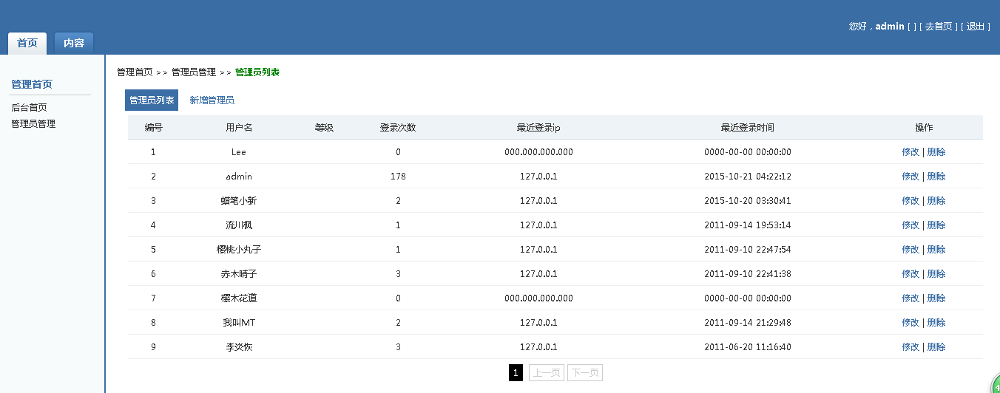 您好，admin [ ] [ 去首页 ] [ 退出 ]
首页 内容
管理首页
后台首页
管理员管理
管理首页 >> 管理员管理 >> 管理员列表
管理员列表 新增管理员
编号 用户名 等级 登录次数 最近登录ip 最近登录时间 操作
1 Lee 0 000.000.000.000 0000-00-00 00:00:00 修改 | 删除
2 admin 178 127.0.0.1 2015-10-21 04:22:12 修改 | 删除
3 蜡笔小新 2 127.0.0.1 2015-10-20 03:30:41 修改 | 删除
4 流川枫 1 127.0.0.1 2011-09-14 19:53:14 修改 | 删除
5 樱桃小丸子 1 127.0.0.1 2011-09-10 22:47:54 修改 | 删除
6 赤木晴子 3 127.0.0.1 2011-09-10 22:41:38 修改 | 删除
7 樱木花道 0 000.000.000.000 0000-00-00 00:00:00 修改 | 删除
8 我叫MT 2 127.0.0.1 2011-09-14 21:29:48 修改 | 删除
9 李炎恢 3 127.0.0.1 2011-06-20 11:16:40 修改 | 删除
1 上一页 下一页